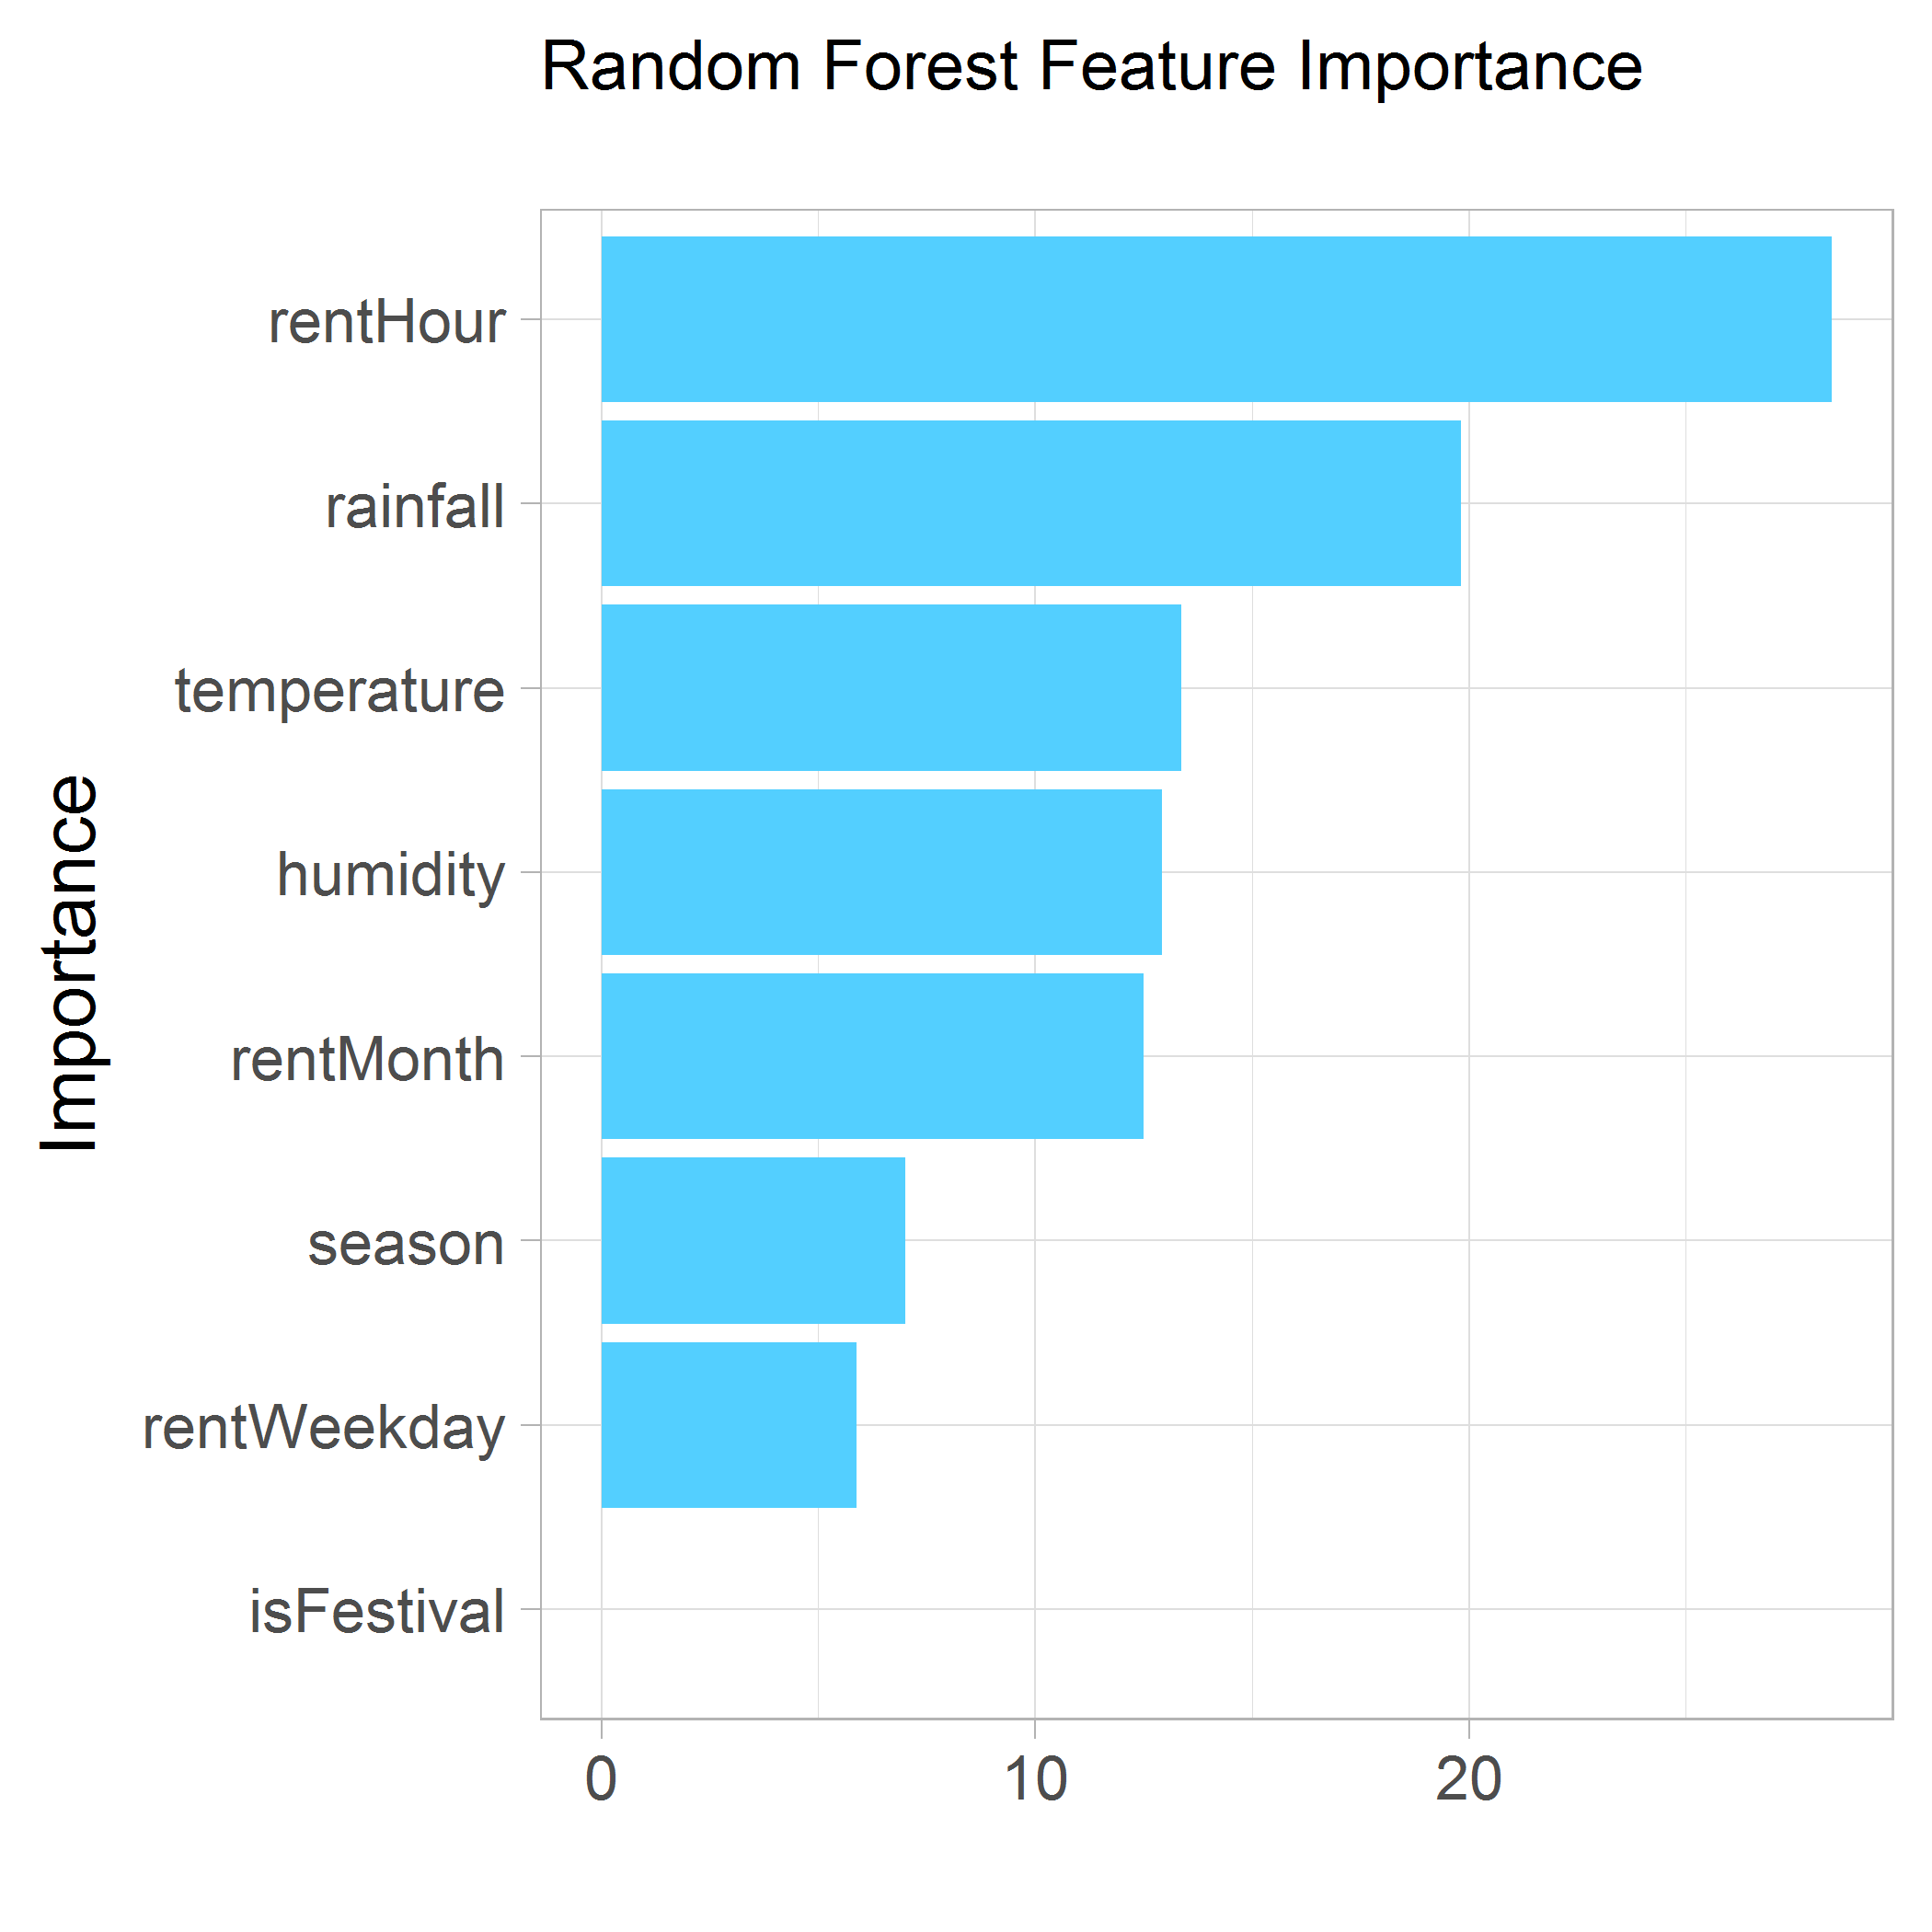 Random Forest Feature Importance
Importance
rentHour
rainfall
temperature
humidity
rentMonth
season
rentWeekday
isFestival
0 10 20